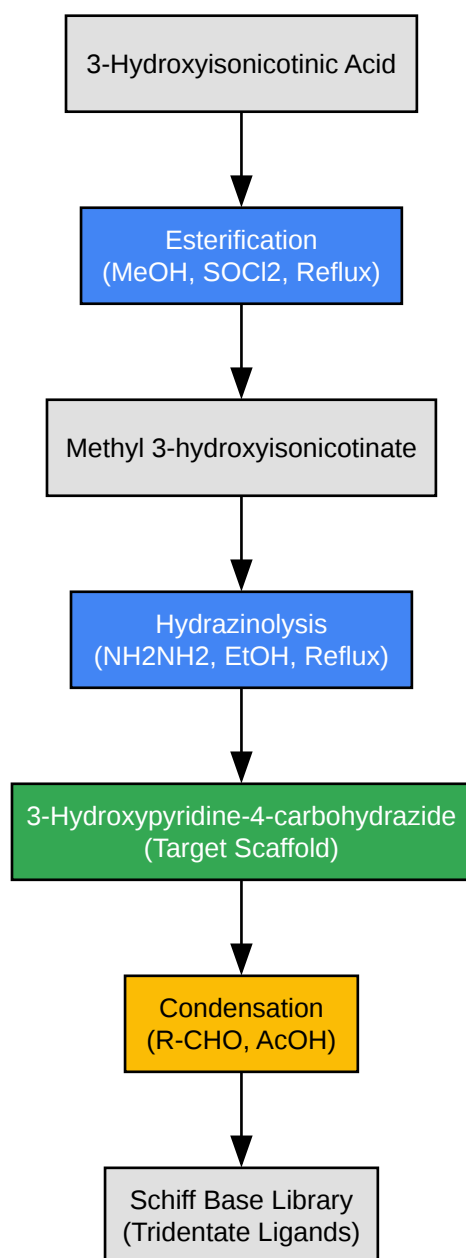 3-Hydroxyisonicotinic Acid
Esterification
(MeOH, SOCl2, Reflux)
Methyl 3-hydroxyisonicotinate
Hydrazinolysis
(NH2NH2, EtOH, Reflux)
3-Hydroxypyridine-4-carbohydrazide
(Target Scaffold)
Condensation
(R-CHO, AcOH)
Schiff Base Library
(Tridentate Ligands)